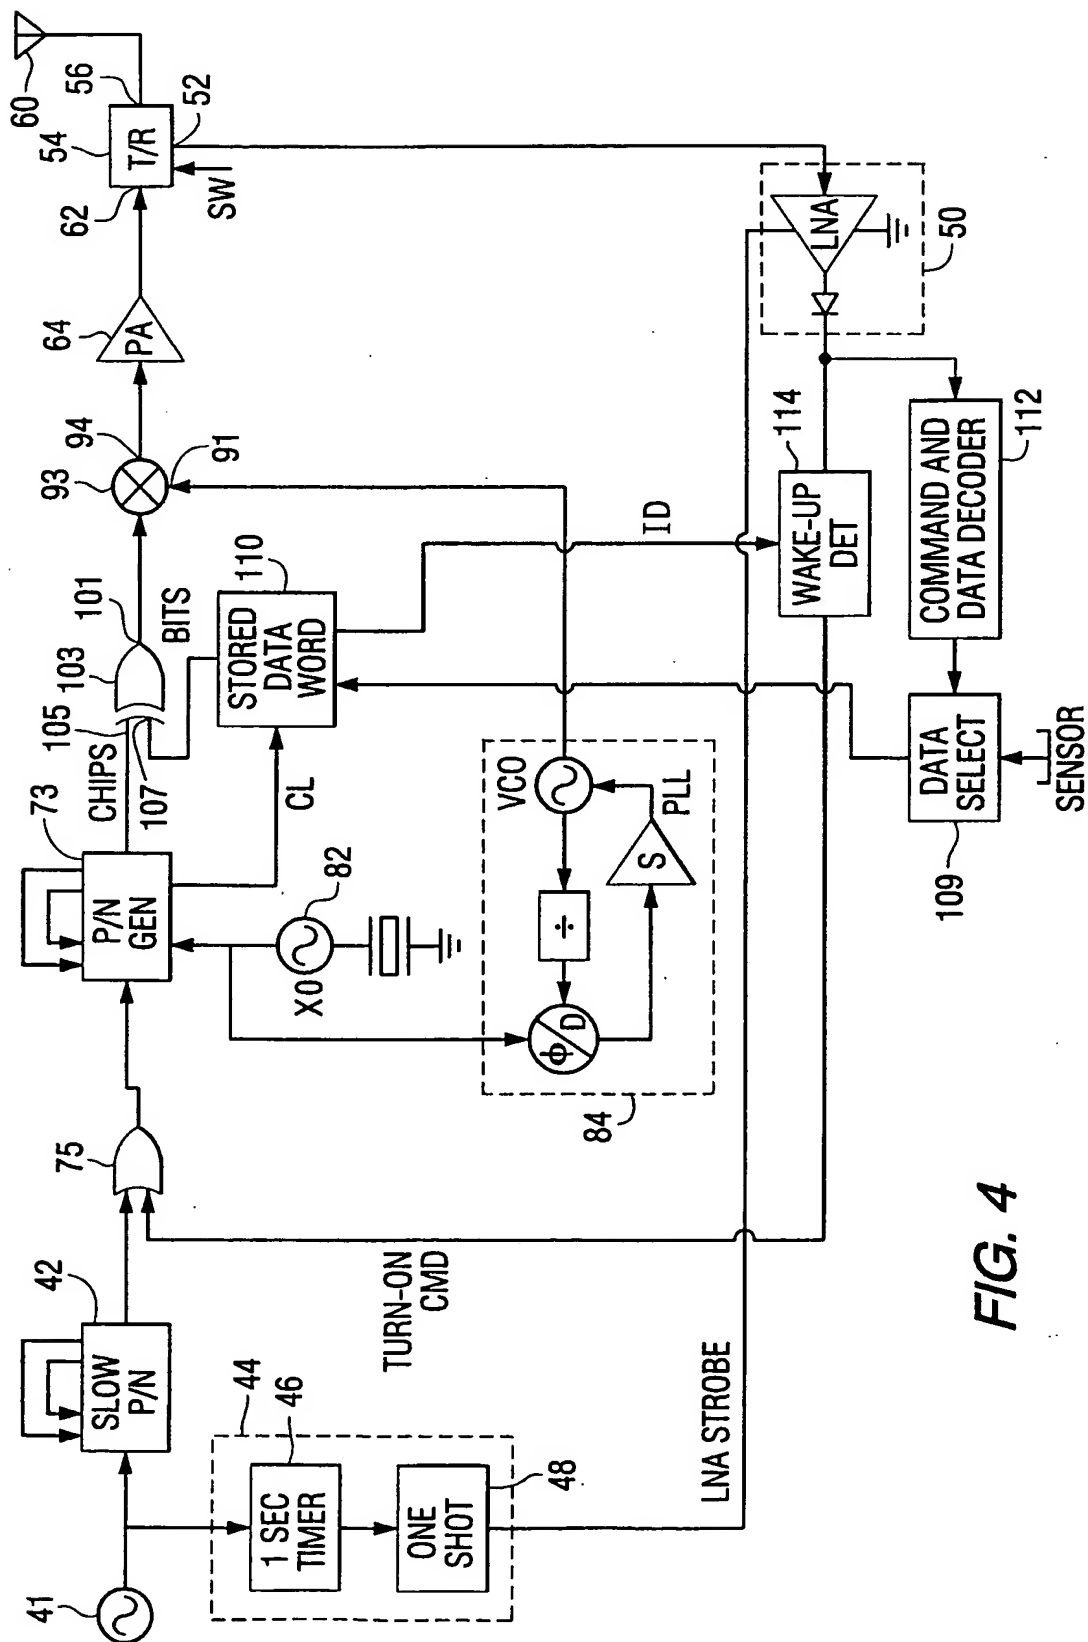 41
SLOW
P/N
42
75
73
P/N
GEN
CHIPS
105
103
107
101
BITS
93
94
91
64
PA
62
54
T/R
56
60
52
SW
44
46
1 SEC
TIMER
ONE
SHOT
48
TURN-ON
CMD
X0
82
CL
STORED
DATA
WORD
110
ID
84
ϕ
D
÷
VCO
S
PLL
LNA STROBE
LNA
50
WAKE-UP
DET
114
COMMAND AND
DATA DECODER
112
DATA
SELECT
109
SENSOR
FIG. 4